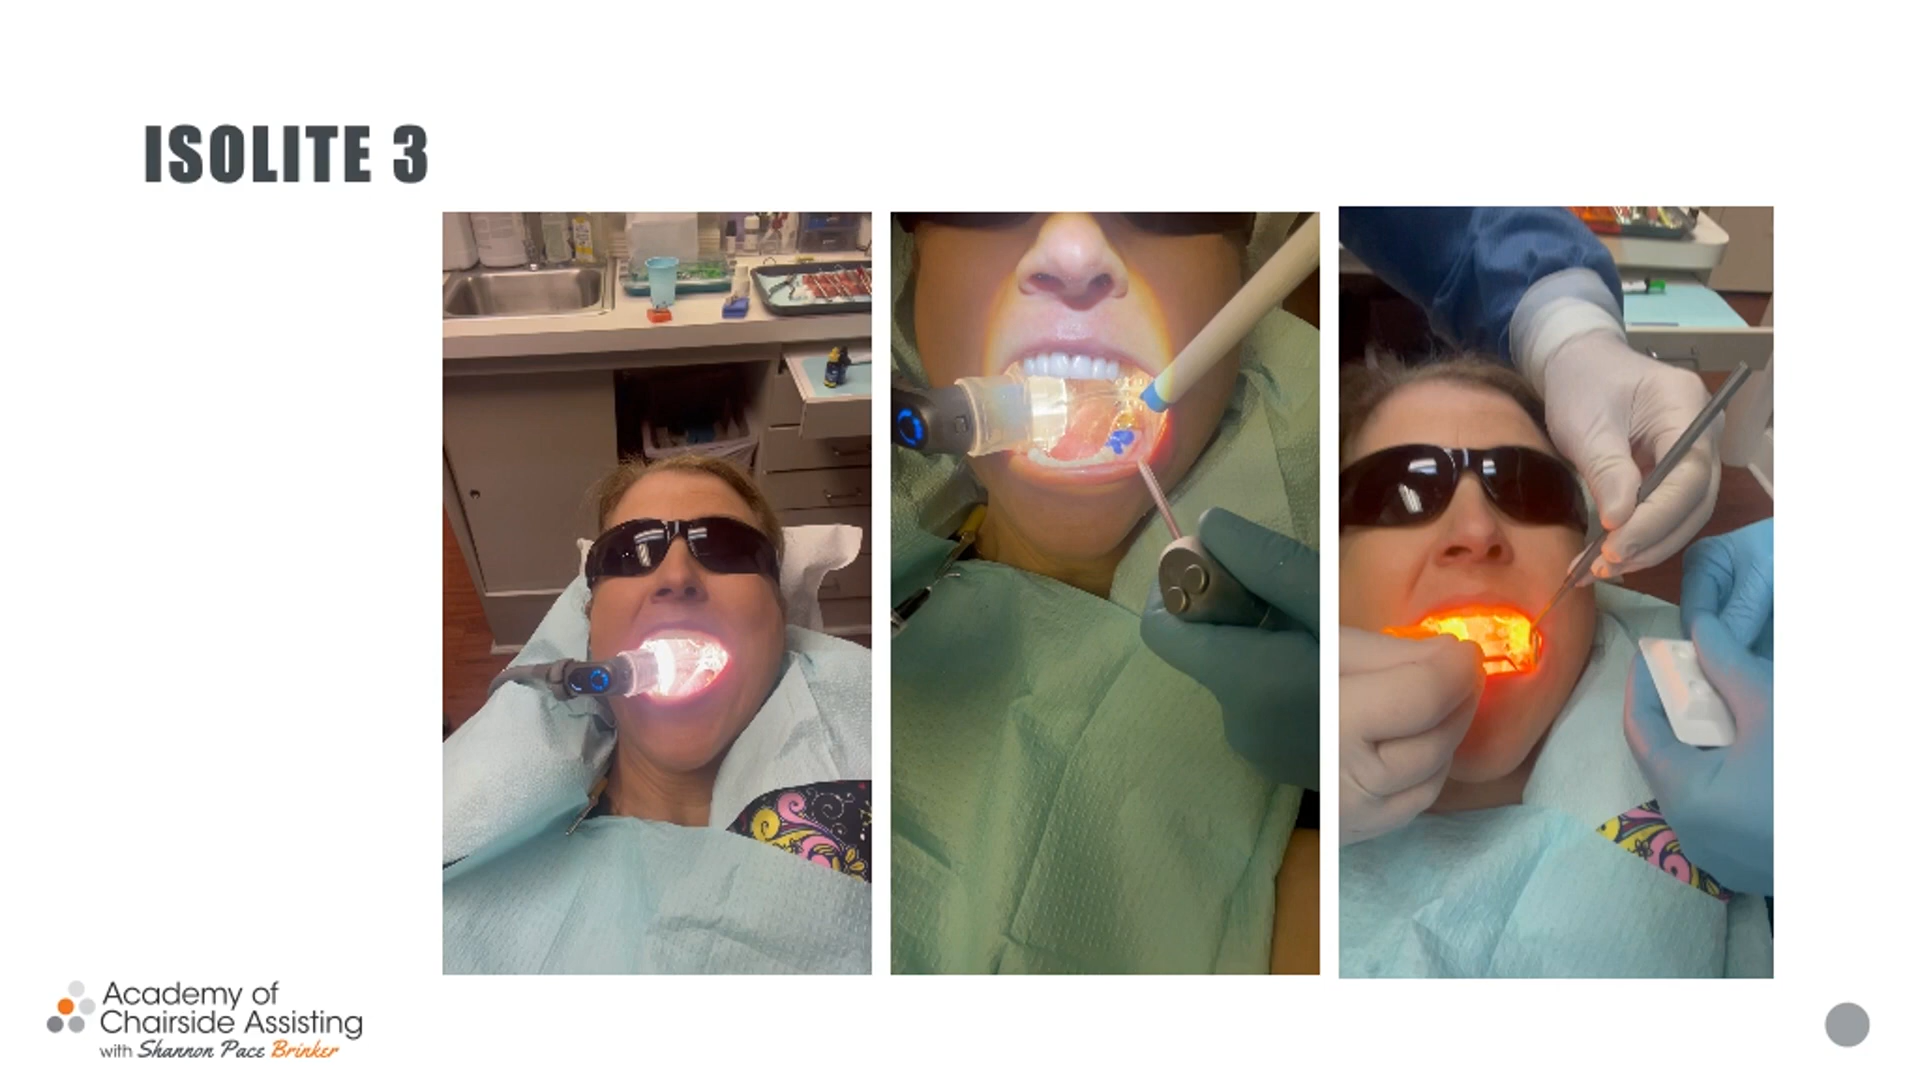 ISOLITE 3
Academy of
Chairside Assisting
with Shannon Pace Brinker